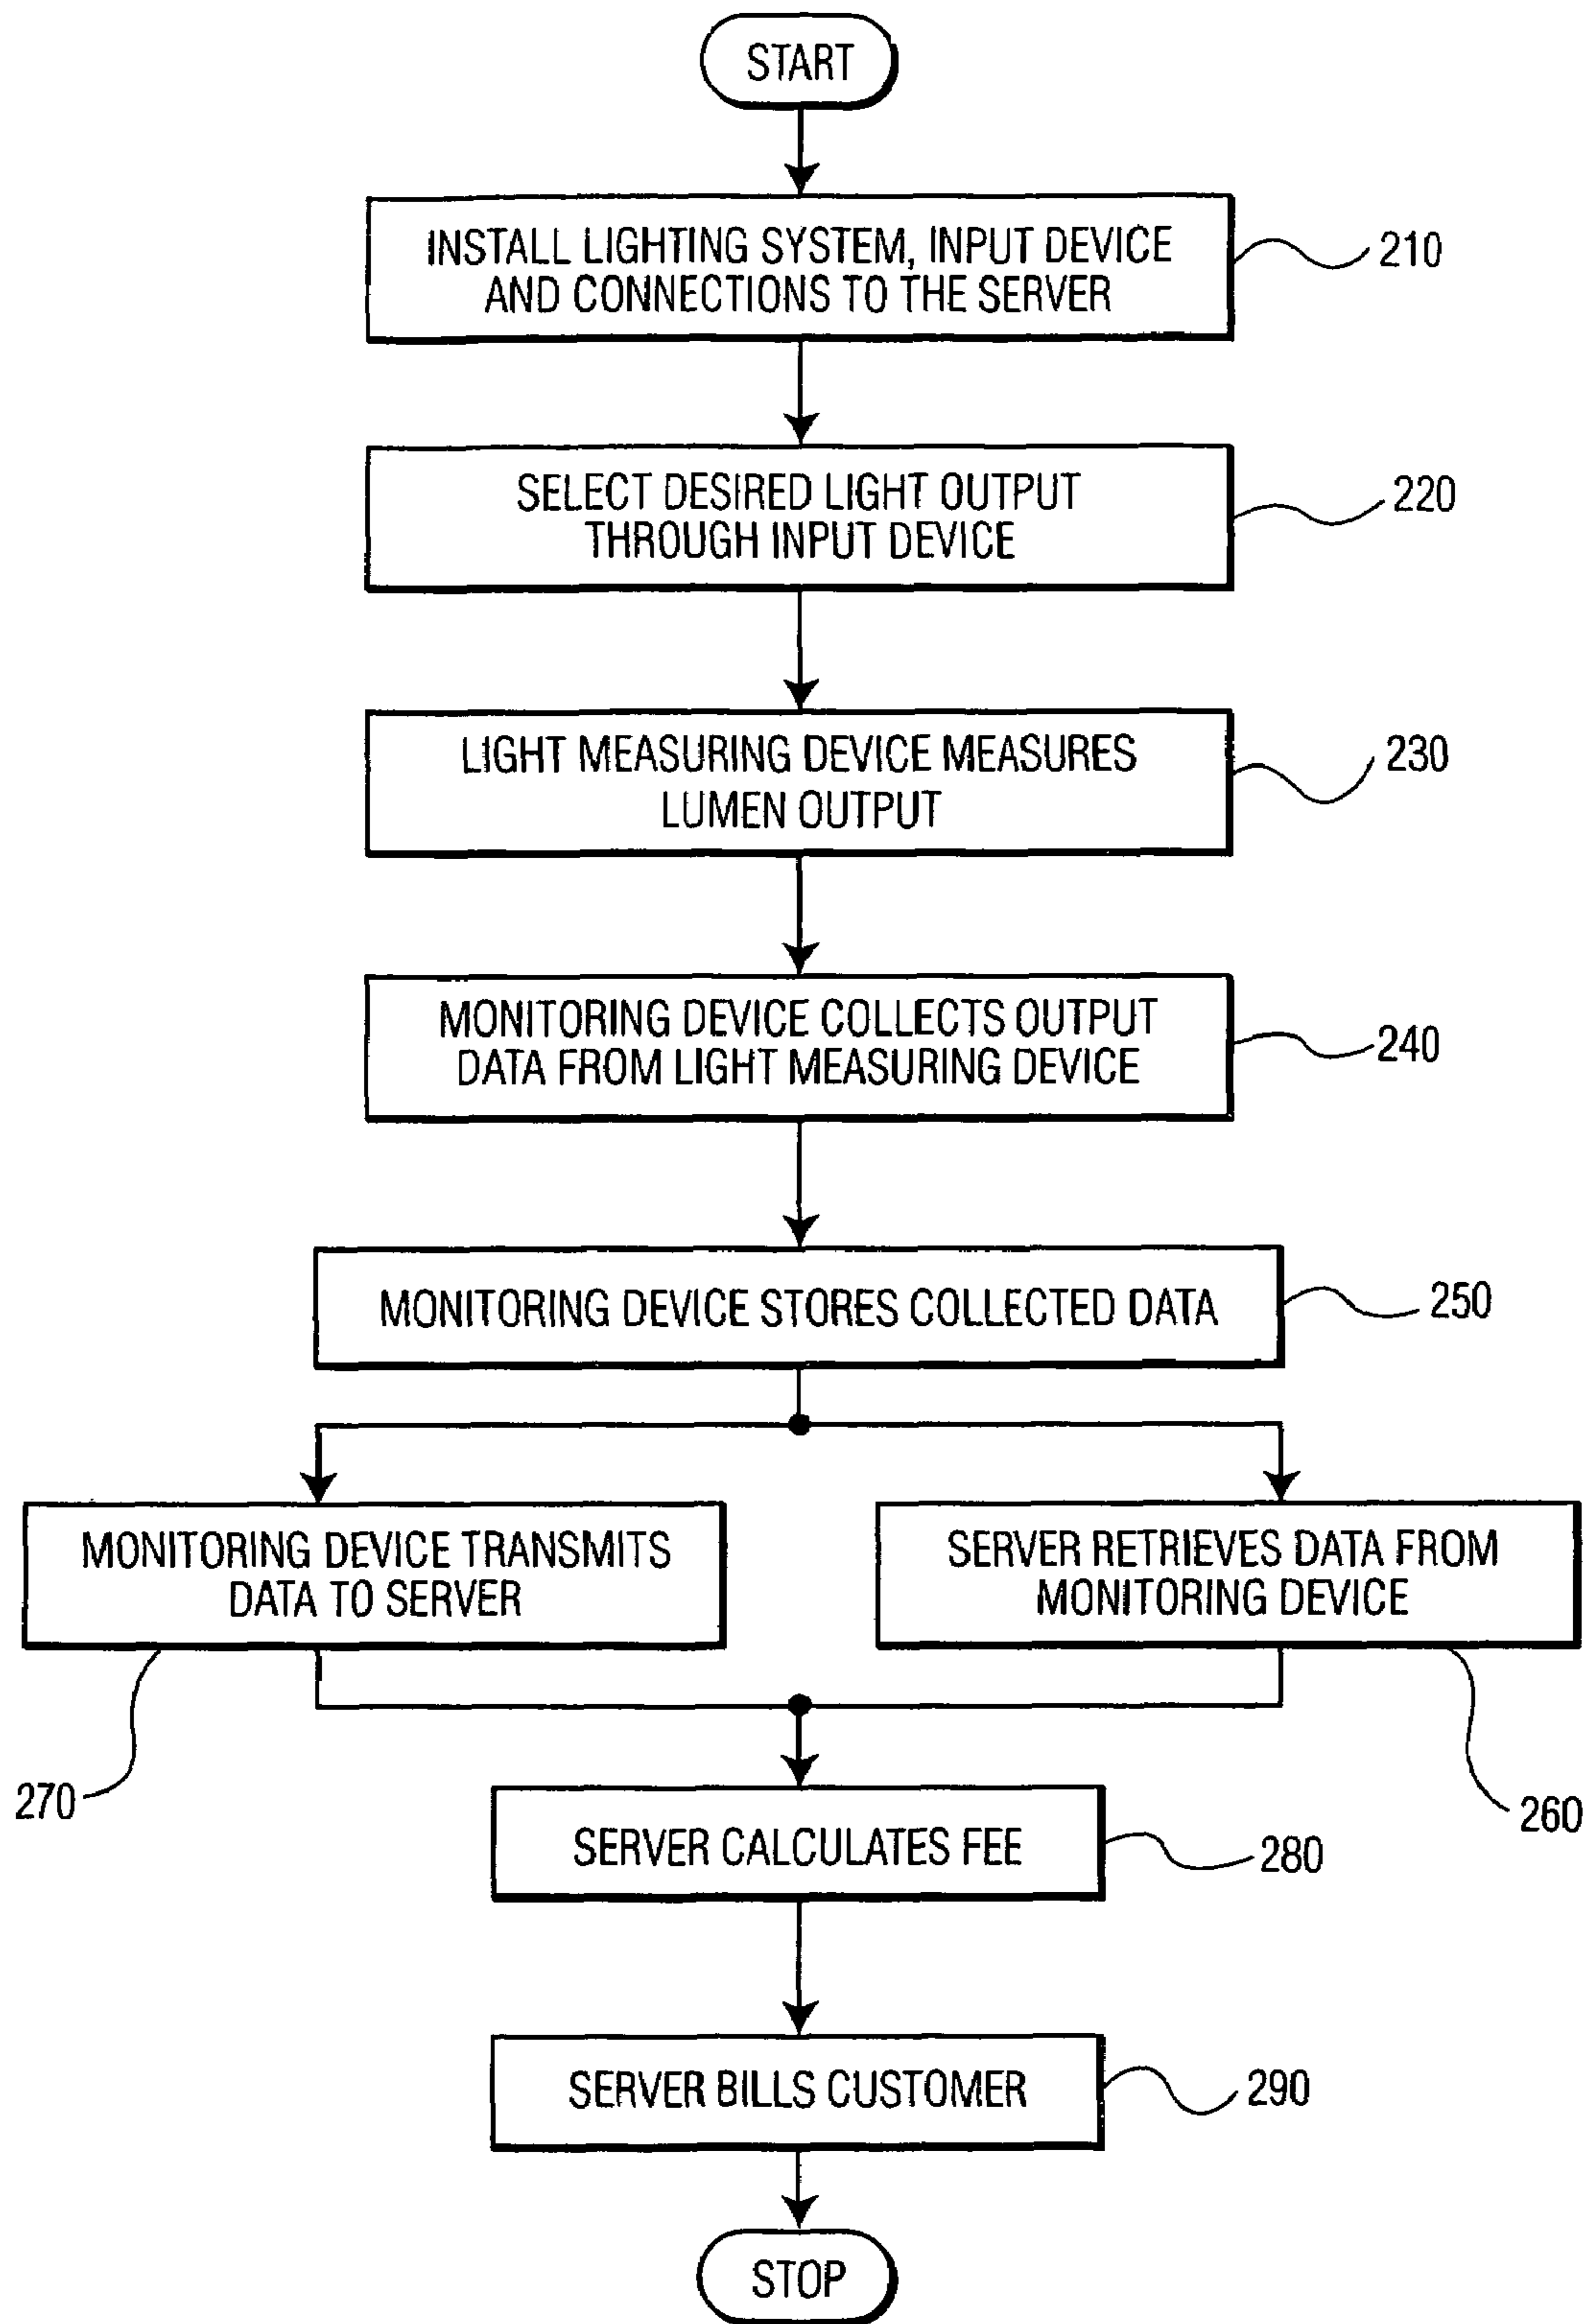 START
INSTALL LIGHTING SYSTEM, INPUT DEVICE
AND CONNECTIONS TO THE SERVER
210
SELECT DESIRED LIGHT OUTPUT
THROUGH INPUT DEVICE
220
LIGHT MEASURING DEVICE MEASURES
LUMEN OUTPUT
230
MONITORING DEVICE COLLECTS OUTPUT
DATA FROM LIGHT MEASURING DEVICE
240
MONITORING DEVICE STORES COLLECTED DATA
250
MONITORING DEVICE TRANSMITS
DATA TO SERVER
270
SERVER RETRIEVES DATA FROM
MONITORING DEVICE
260
SERVER CALCULATES FEE
280
SERVER BILLS CUSTOMER
290
STOP